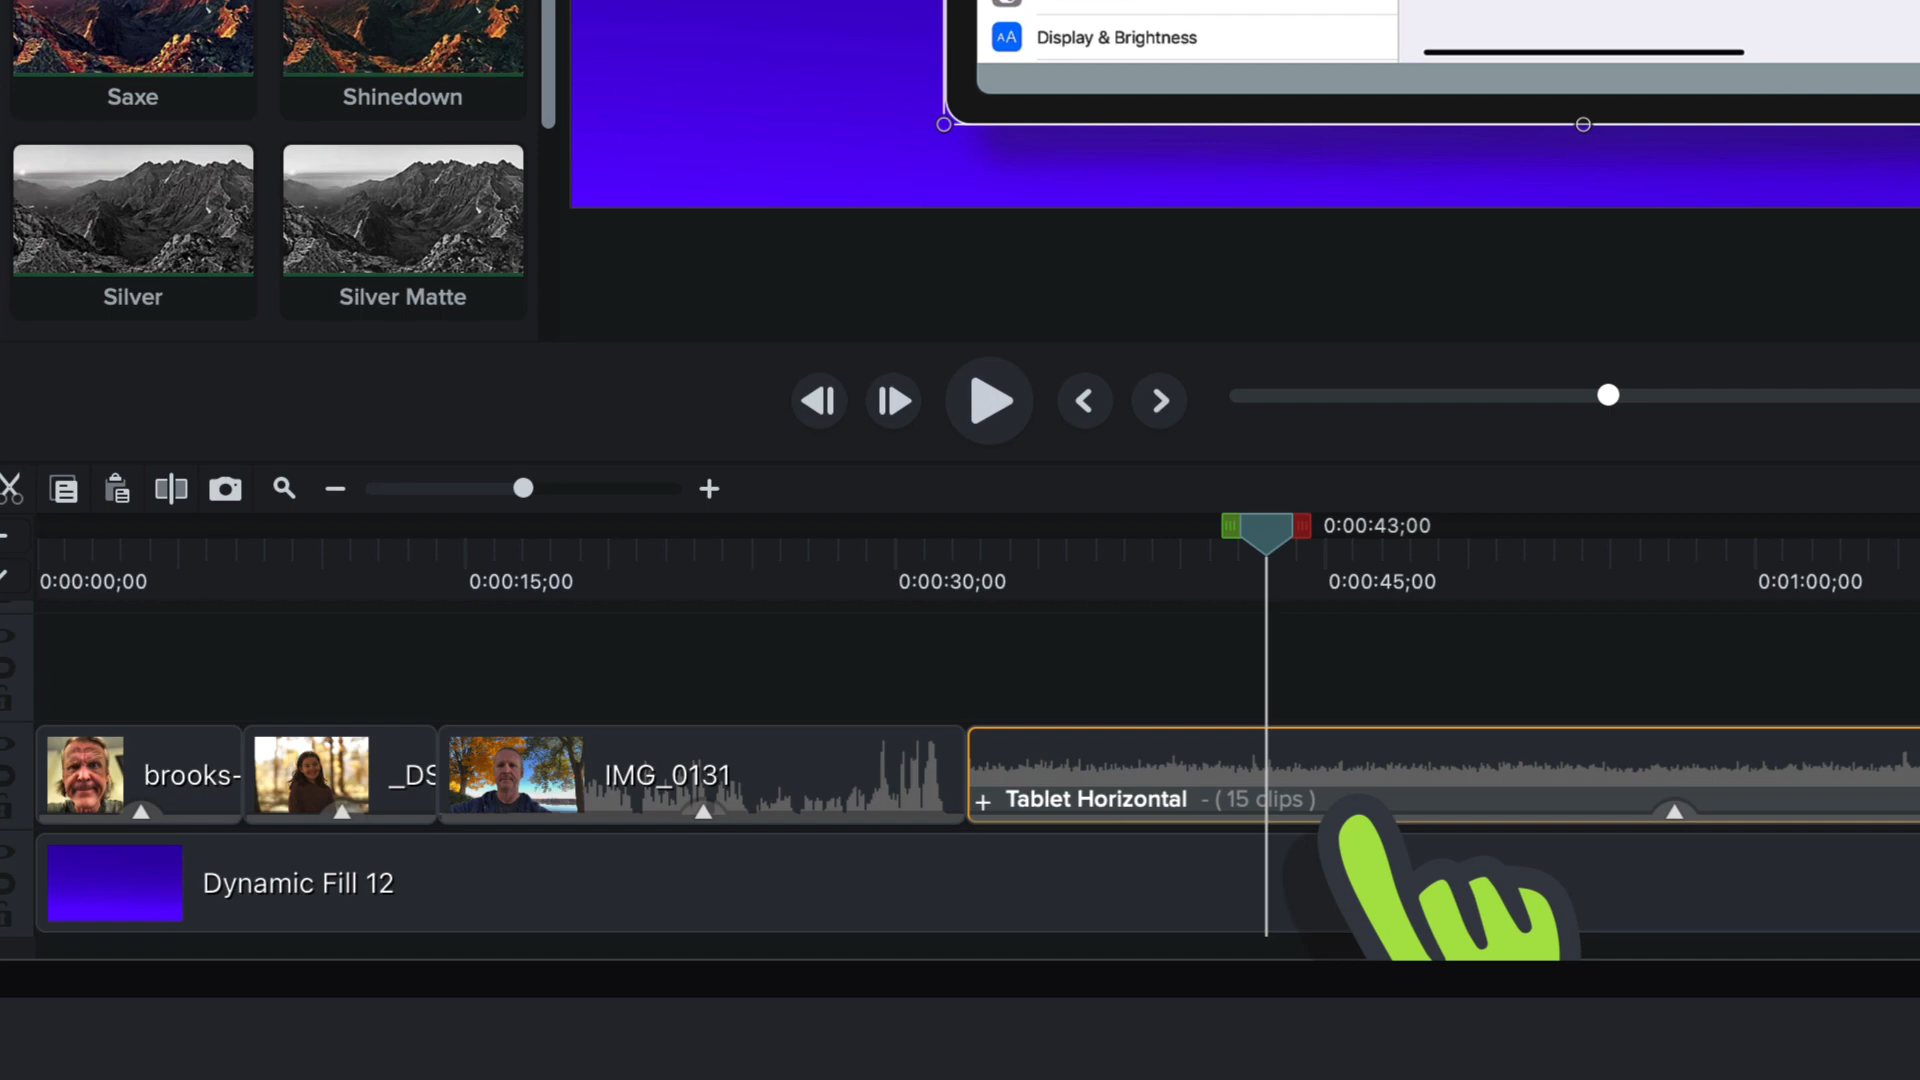 AA Display & Brightness
Saxe
Shinedown
Silver
Silver Matte
0:00:43;00
0:00:00;00
0:00:15;00
0:00:30;00
0:00:45;00
0:01:00;00
brooks-
_DS
IMG_0131
+ Tablet Horizontal - ( 15 clips )
Dynamic Fill 12